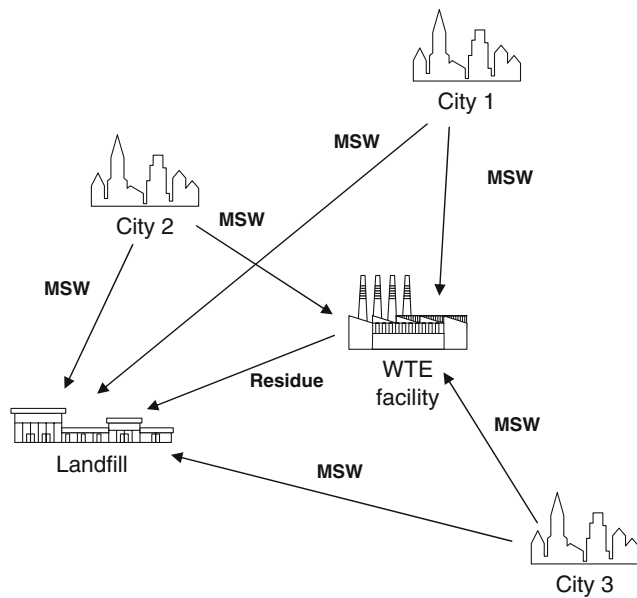 City 1
MSW
MSW
City 2
MSW
MSW
WTE
facility
Residue
MSW
Landfill
MSW
City 3